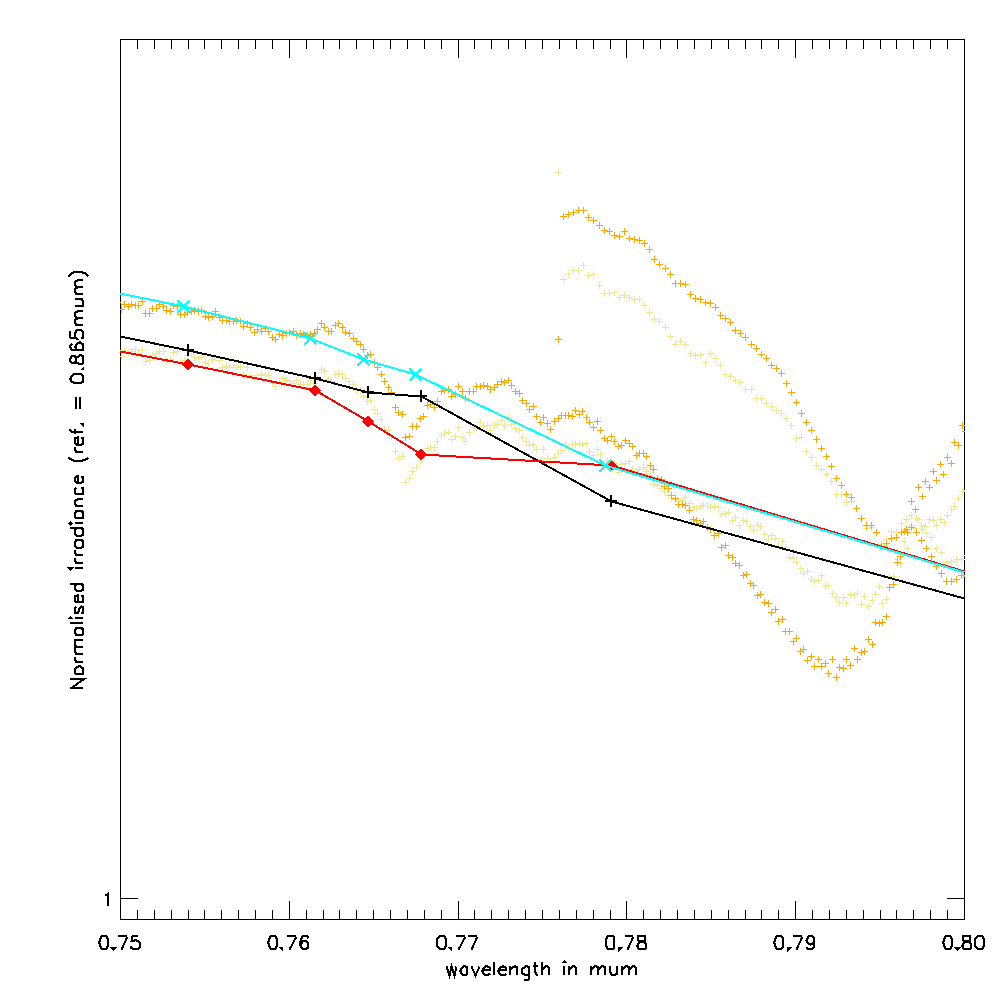 Normalised irradiance (ref. = 0.865mum)
1
0.75 0.76 0.77 0.78 0.79 0.80
wavelength in mum